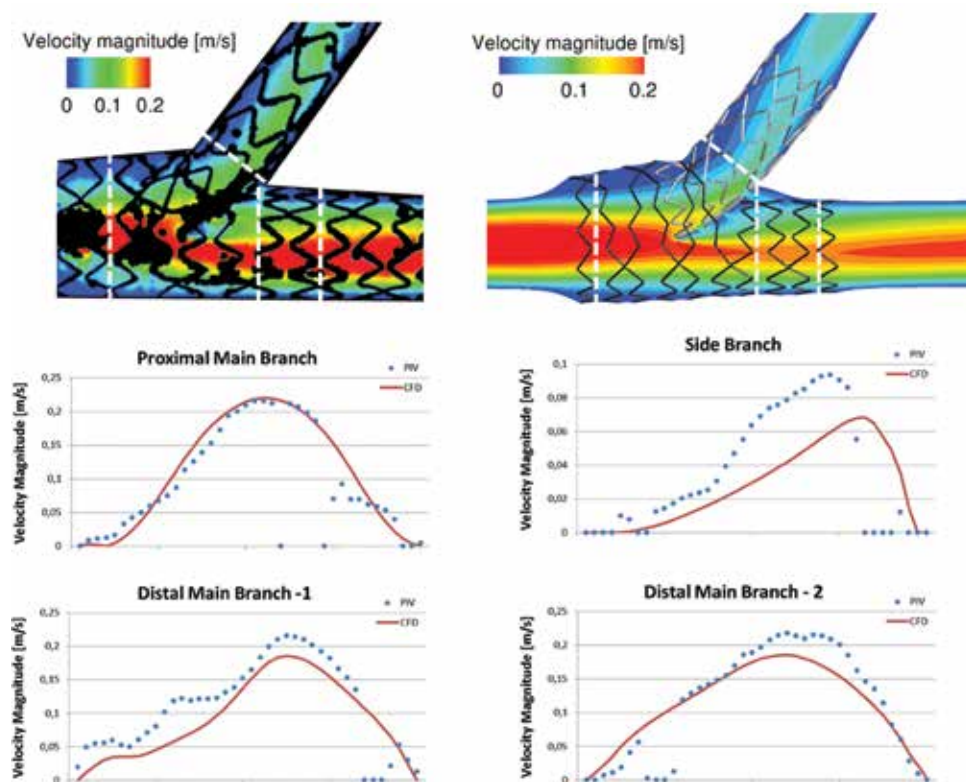 Velocity magnitude [m/s]
0 0.1 0.2
Velocity magnitude [m/s]
0 0.1 0.2
Proximal Main Branch
Velocity Magnitude [m/s]
0,25
0,2
0,15
0,1
0,05
0
PIV
CFD
Side Branch
Velocity Magnitude [m/s]
0,1
0,08
0,06
0,04
0,02
0
PIV
CFD
Distal Main Branch -1
Velocity Magnitude [m/s]
0,25
0,2
0,15
0,1
0,05
0
PIV
CFD
Distal Main Branch - 2
Velocity Magnitude [m/s]
0,25
0,2
0,15
0,1
0,05
0
PIV
CFD